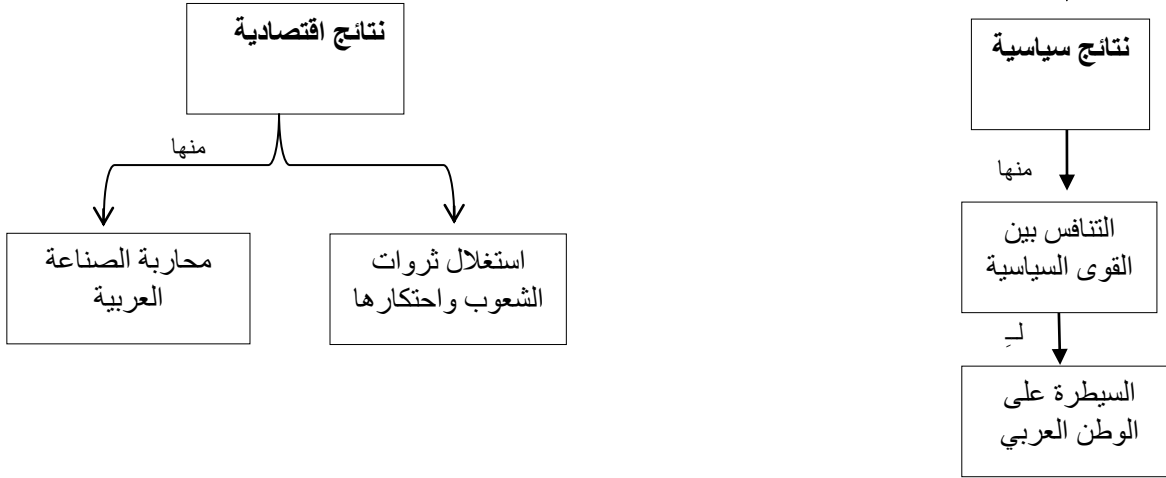 نتائج سياسية
منها
التنافس بين
القوى السياسية
لـِ
السيطرة على
الوطن العربي
نتائج اقتصادية
منها
استغلال ثروات
الشعوب واحتكارها
محاربة الصناعة
العربية